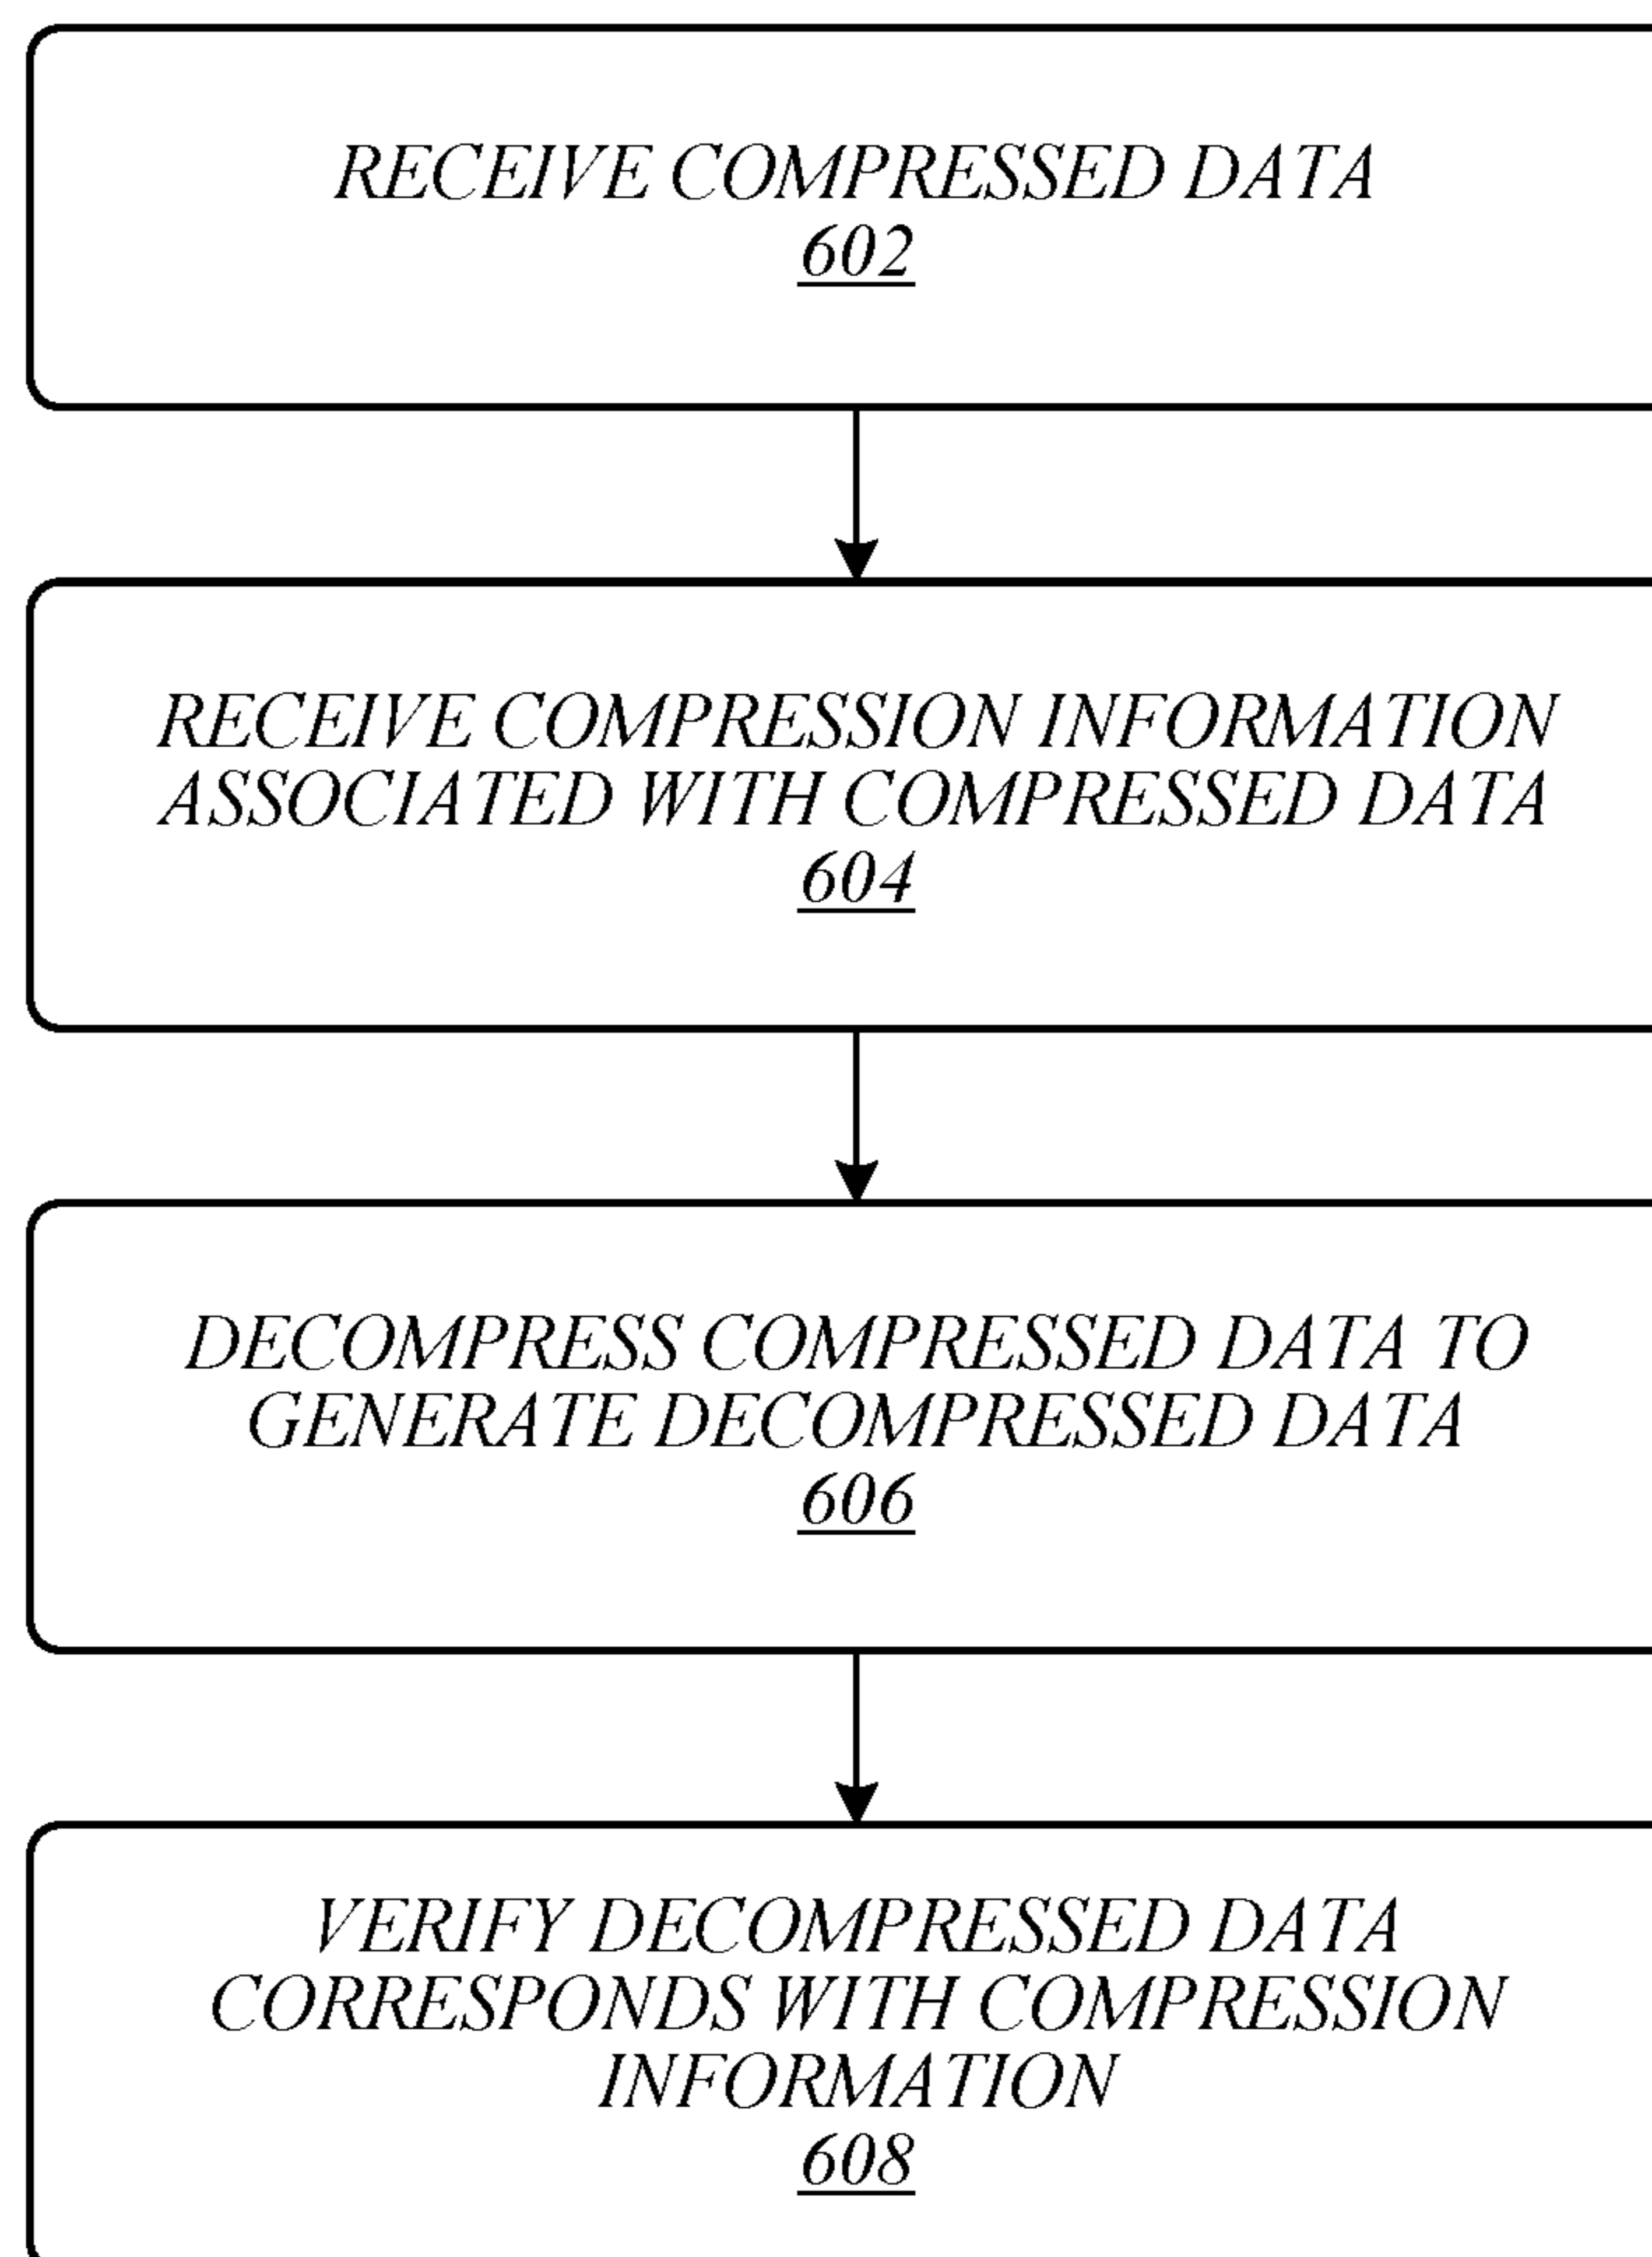 RECEIVE COMPRESSED DATA
602
RECEIVE COMPRESSION INFORMATION
ASSOCIATED WITH COMPRESSED DATA
604
DECOMPRESS COMPRESSED DATA TO
GENERATE DECOMPRESSED DATA
606
VERIFY DECOMPRESSED DATA
CORRESPONDS WITH COMPRESSION
INFORMATION
608